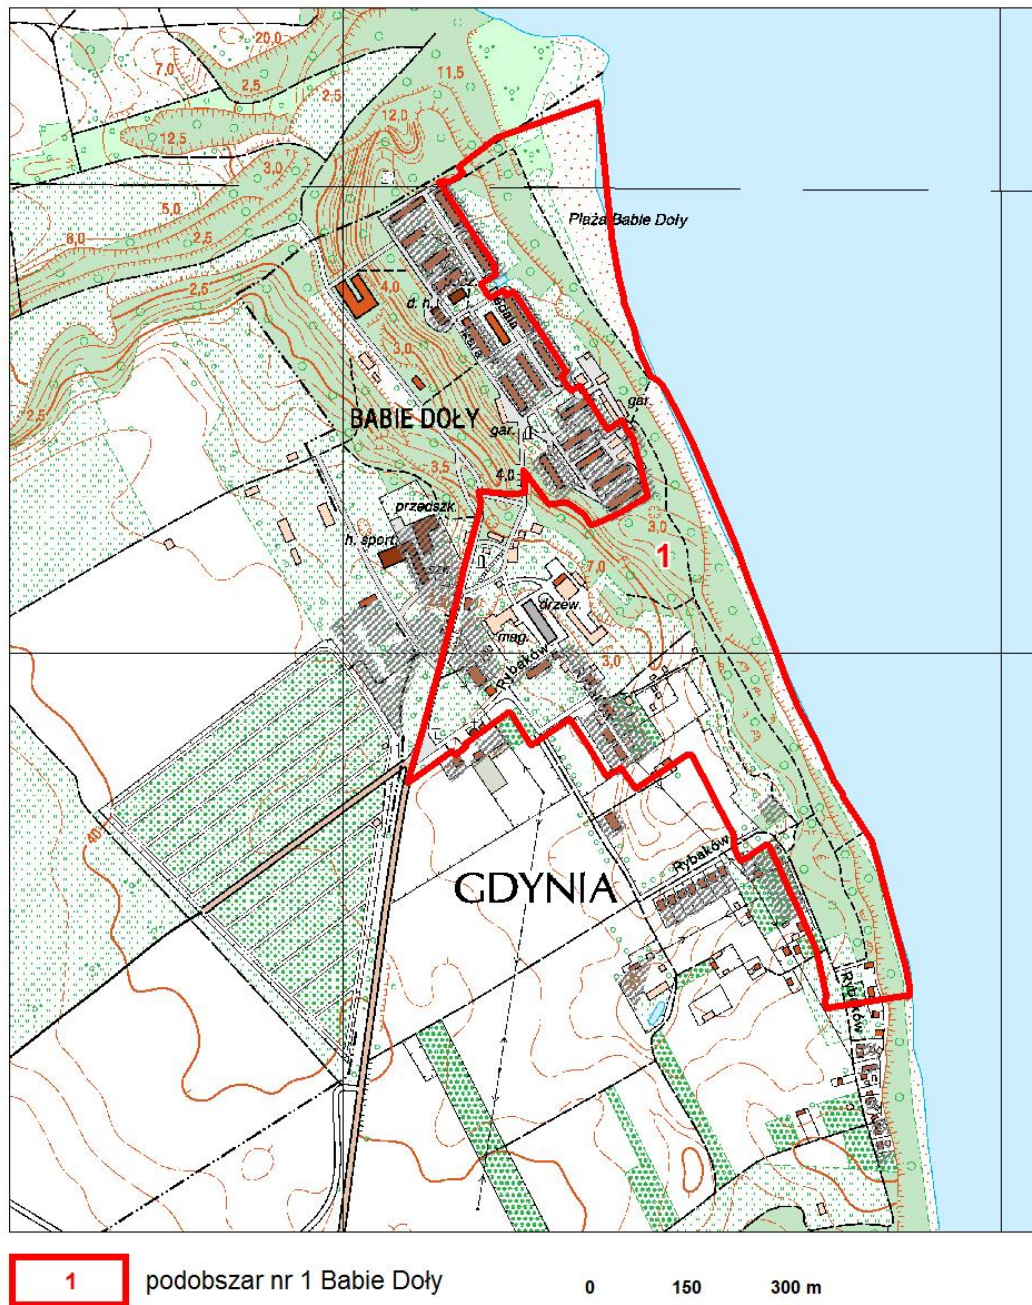 20,0
7,0
2,5
11,5
2,5
12,0
12,5
3,0
5,0
2,5
8,0
Plaża Babie Doły
2,5
4,0
d. h.
3,0
BABIE DOŁY
gar.
gar.
2,5
3,5
4,0
przedszk.
h. sport.
szk.
3,0
1
7,0
drzew.
mag.
Rybaków
3,0
40
Rybaków
GDYNIA
Rybaków
1 podobszar nr 1 Babie Doły 0 150 300 m